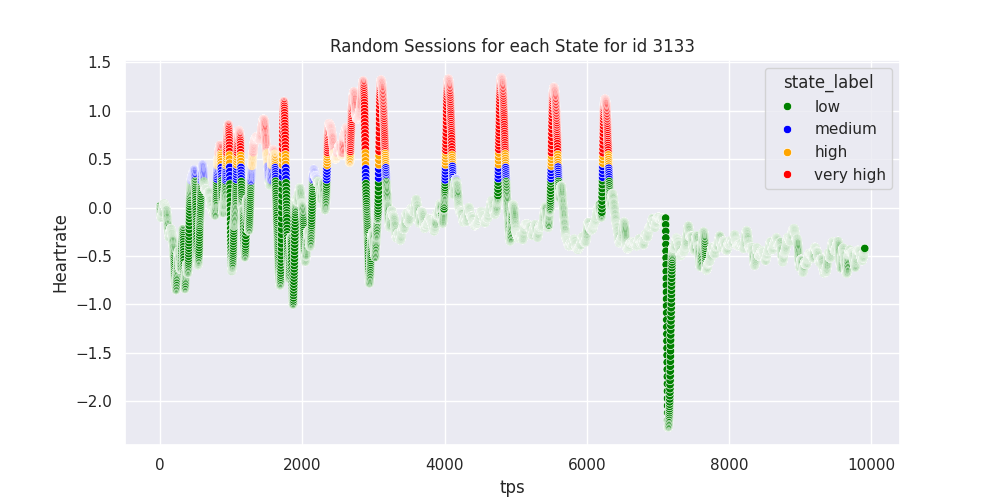 Random Sessions for each State for id 3133
1.5
1.0
0.5
0.0
−0.5
−1.0
−1.5
−2.0
Heartrate
state_label
low
medium
high
very high
0
2000
4000
6000
8000
10000
tps